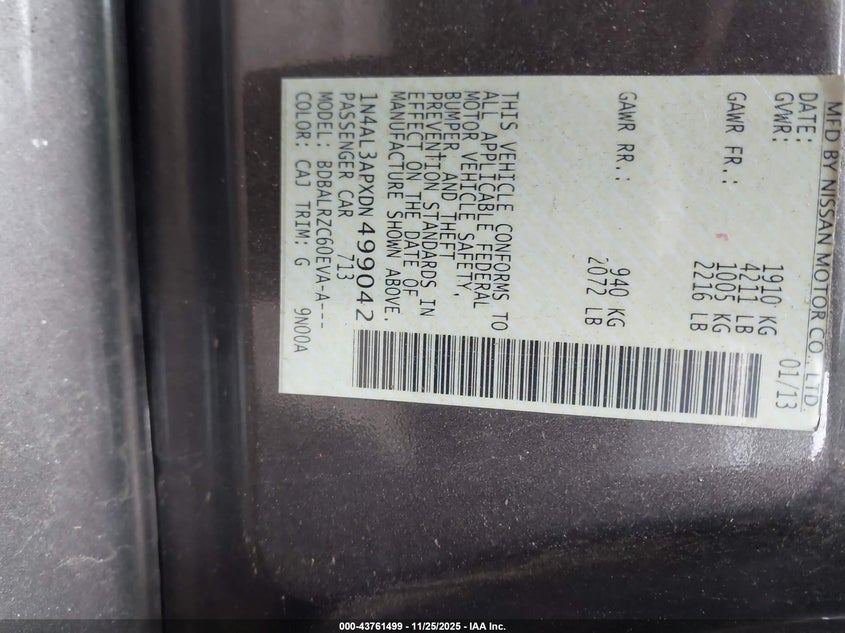 MFD BY NISSAN MOTOR CO., LTD.
DATE: 01/13
GVWR: 1910 KG
4211 LB
GAWR FR.: 1005 KG
2216 LB
GAWR RR.: 940 KG
2072 LB
THIS VEHICLE CONFORMS TO
ALL APPLICABLE FEDERAL
MOTOR VEHICLE SAFETY,
BUMPER, AND THEFT
PREVENTION STANDARDS IN
EFFECT ON THE DATE OF
MANUFACTURE SHOWN ABOVE.
1N4AL3APXDN499042
PASSENGER CAR 713
MODEL: BDBALRZC60EVA-A---
COLOR: CAJ TRIM: G 9N00A
000-43761499 - 11/25/2025 - IAA Inc.